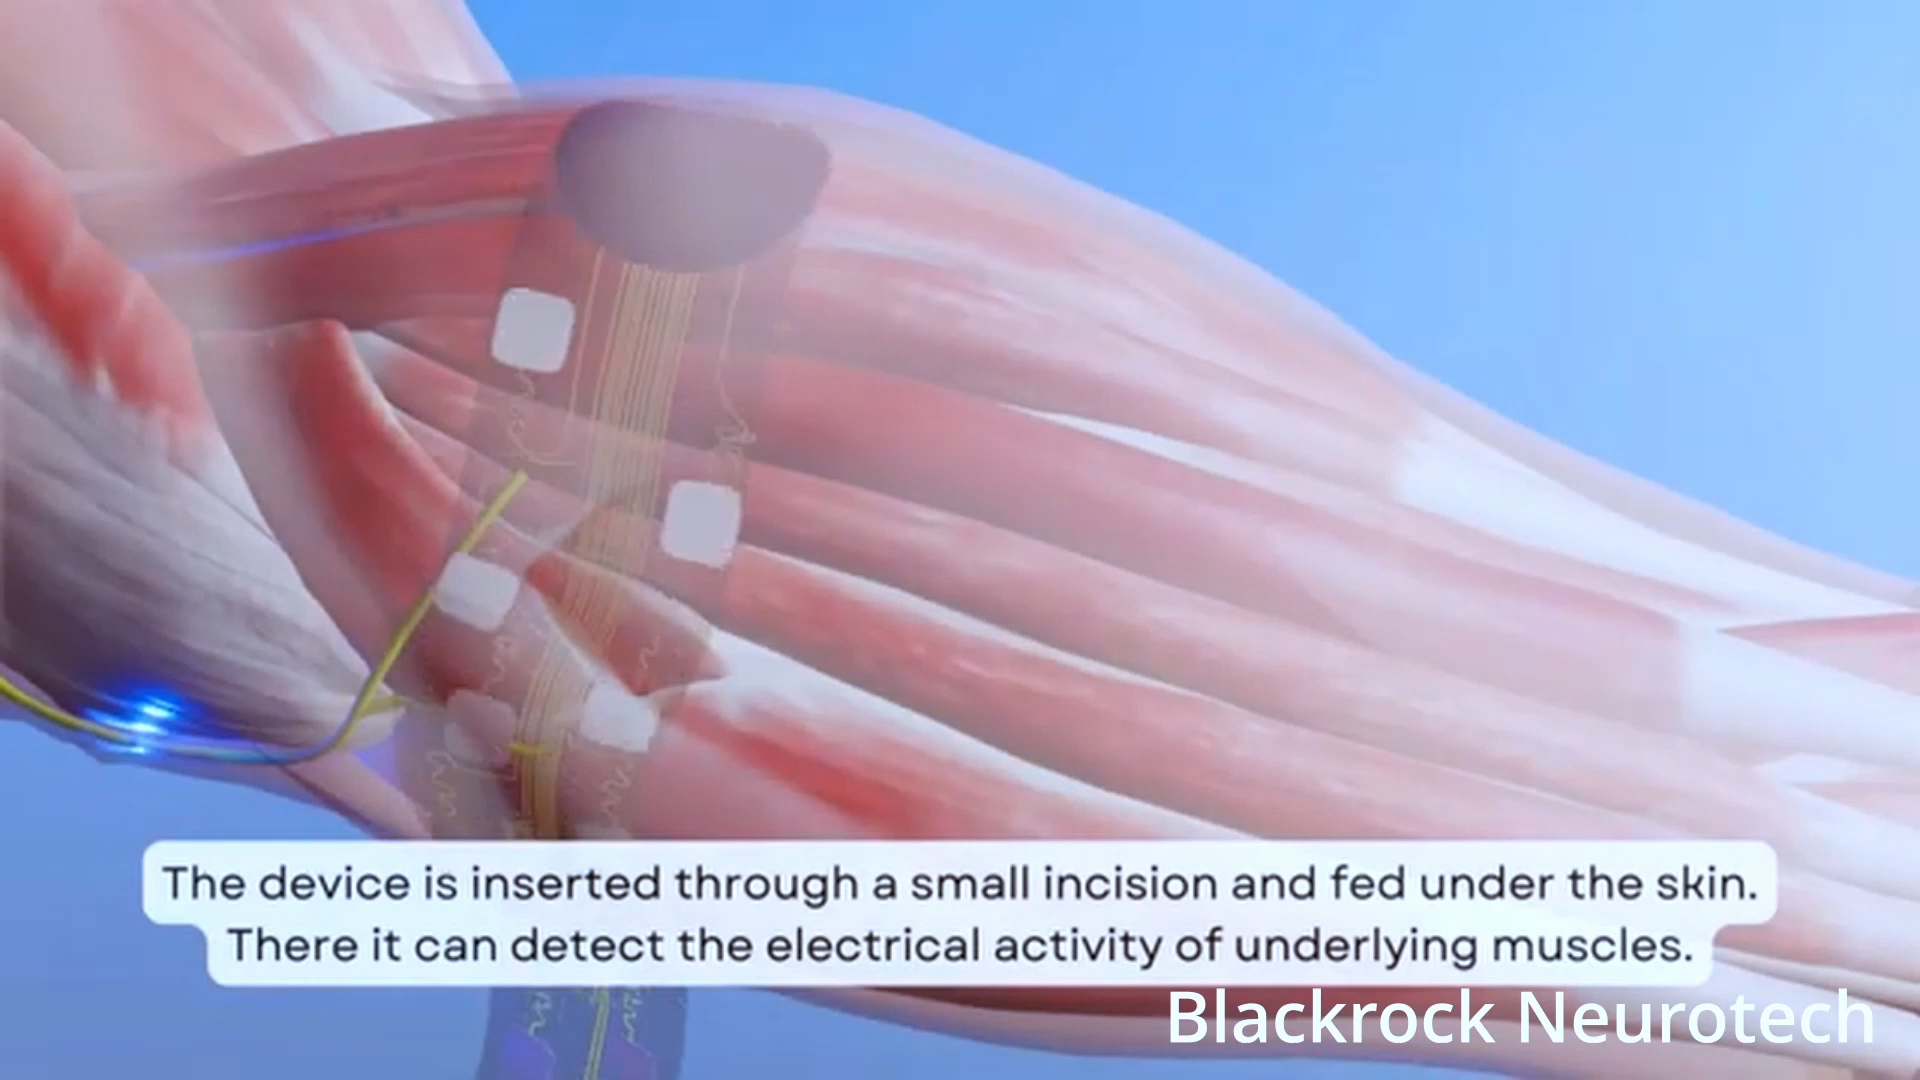 The device is inserted through a small incision and fed under the skin.
There it can detect the electrical activity of underlying muscles.
Blackrock Neurotech